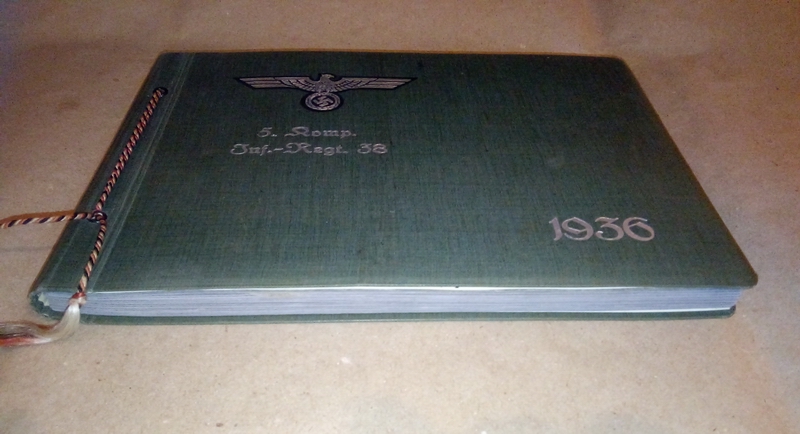 5. Komp.
Inf.-Regt. 38
1936